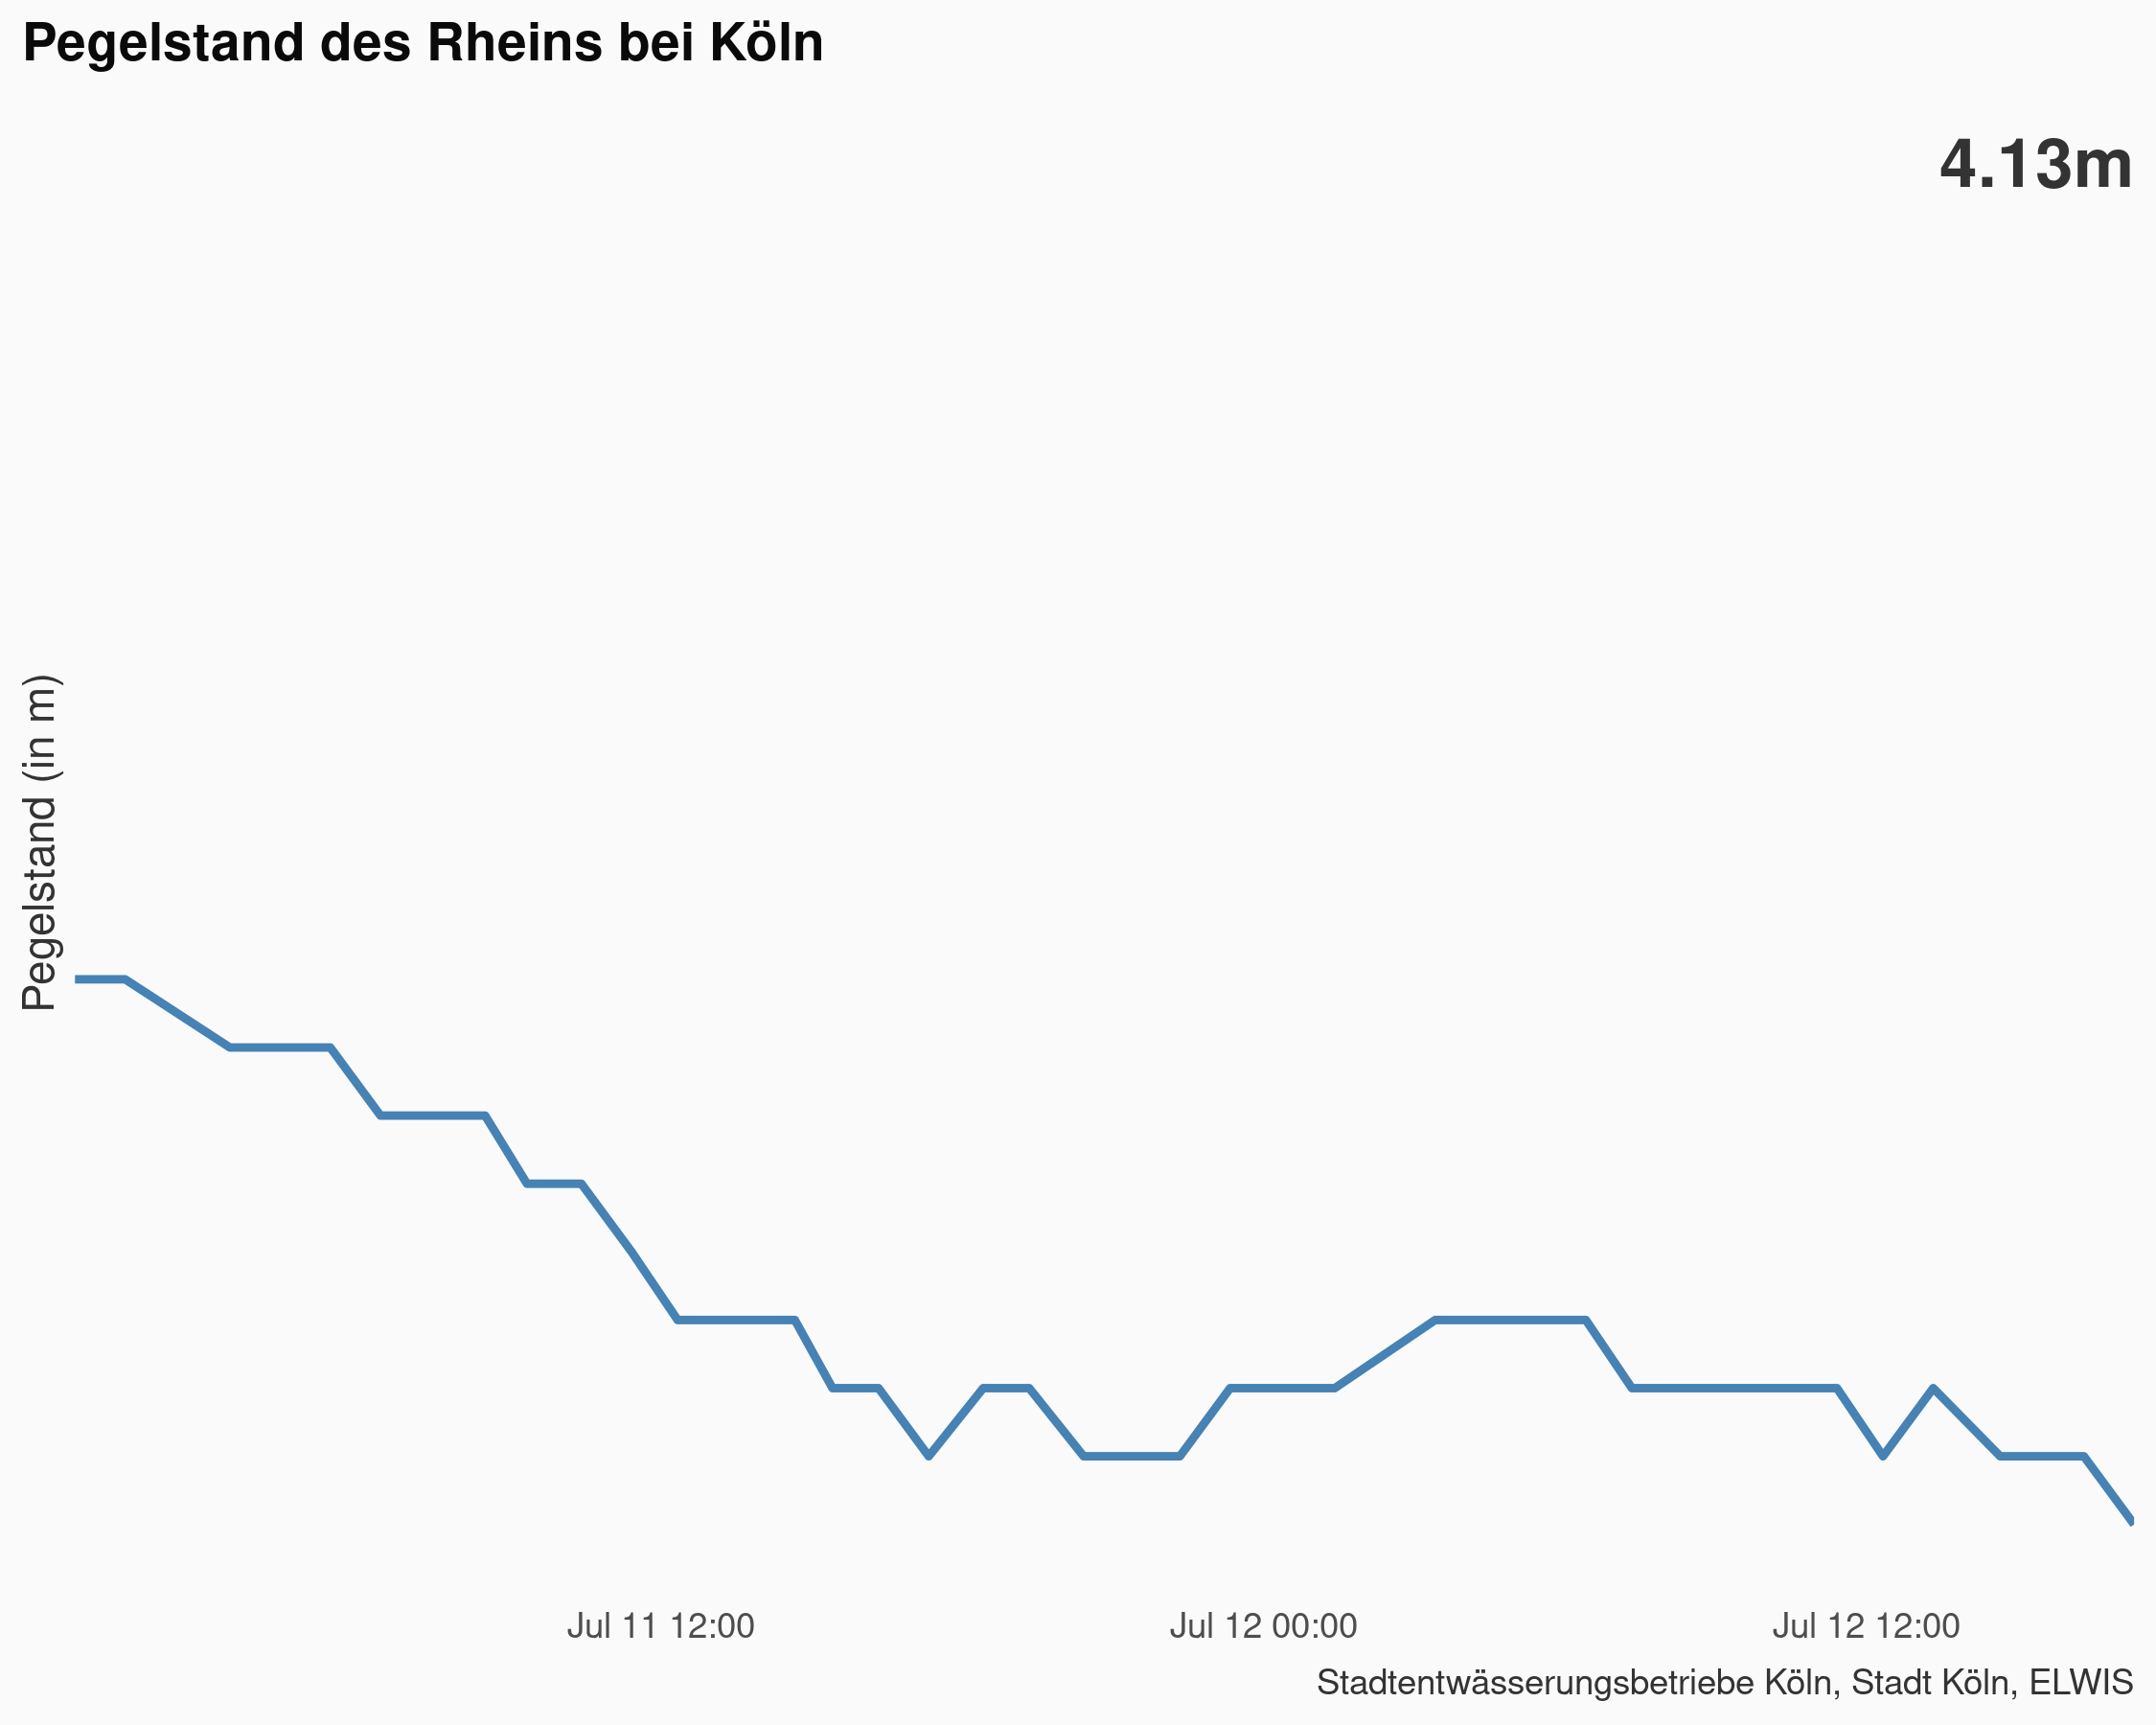 Pegelstand des Rheins bei Köln
4.13m
Pegelstand (in m)
Jul 11 12:00
Jul 12 00:00
Jul 12 12:00
Stadtentwässerungsbetriebe Köln, Stadt Köln, ELWIS